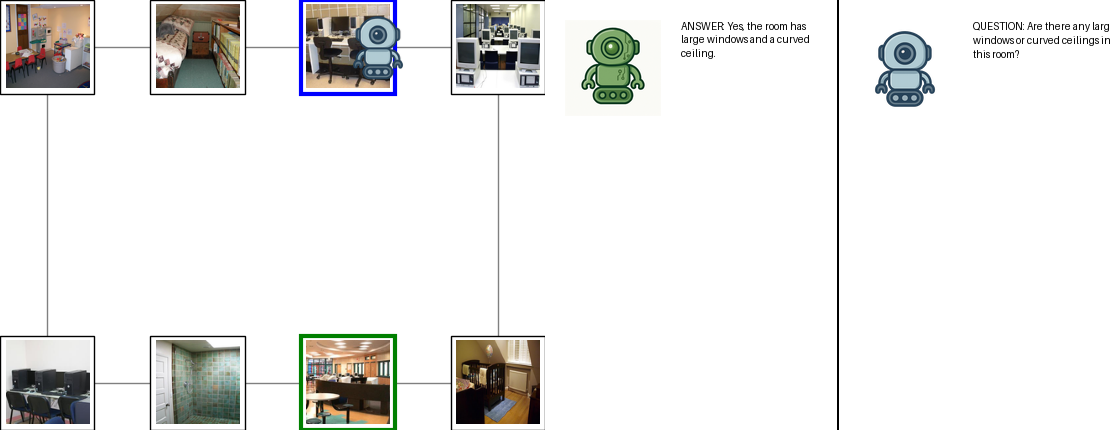 ANSWER: Yes, the room has
large windows and a curved
ceiling.
QUESTION: Are there any larg
windows or curved ceilings in
this room?